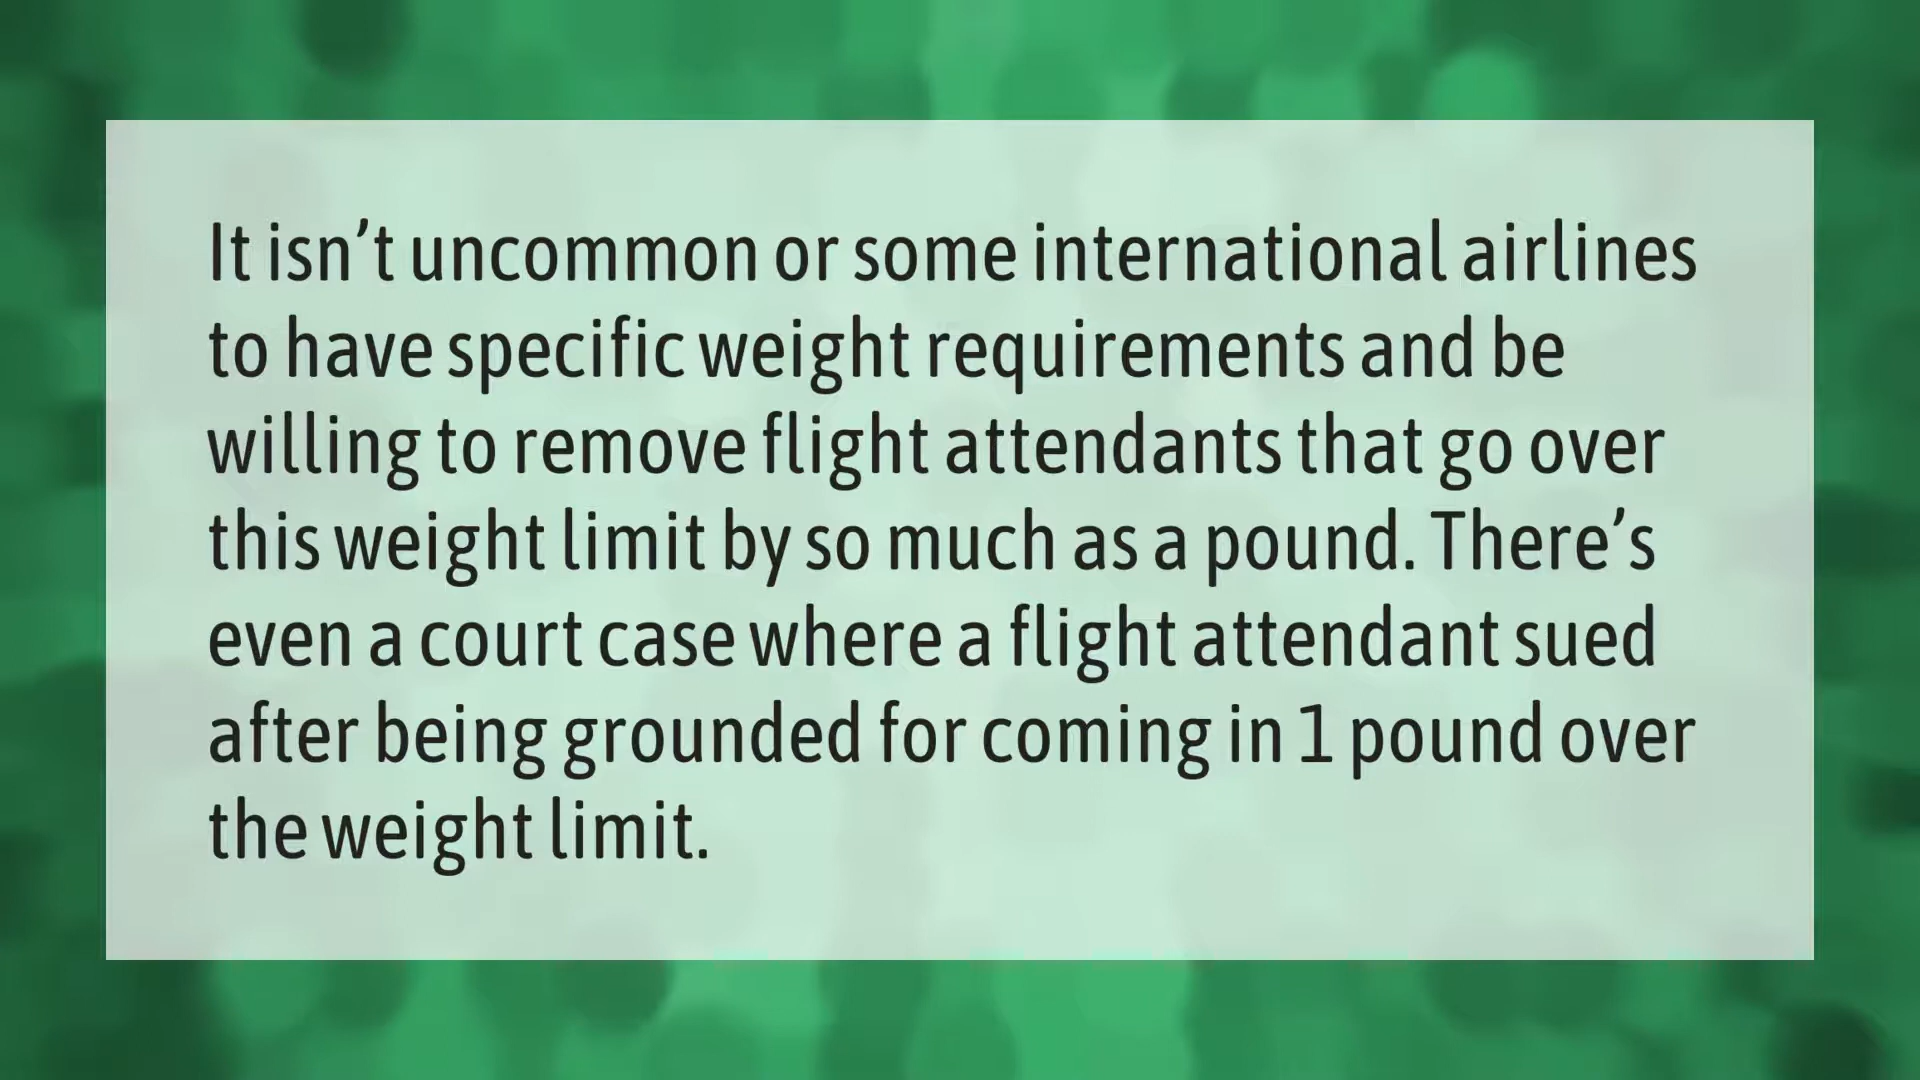 It isn’t uncommon or some international airlines
to have specific weight requirements and be
willing to remove flight attendants that go over
this weight limit by so much as a pound. There’s
even a court case where a flight attendant sued
after being grounded for coming in 1 pound over
the weight limit.